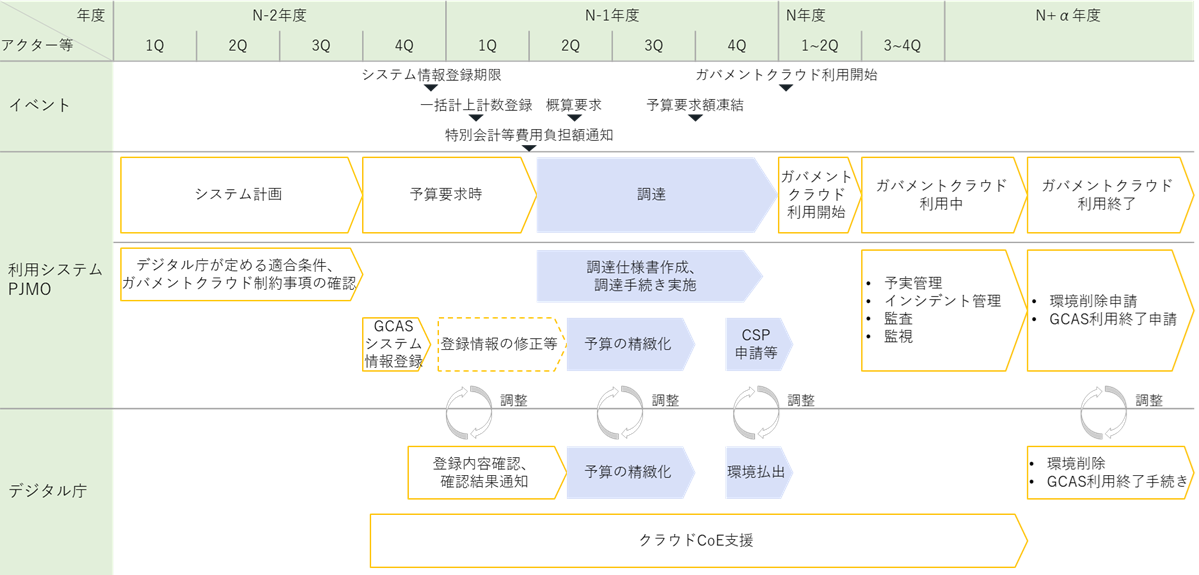 年度
アクター等
N-2年度
N-1年度
N年度
N+α年度
1Q
2Q
3Q
4Q
1Q
2Q
3Q
4Q
1~2Q
3~4Q
イベント
システム情報登録期限
ガバメントクラウド利用開始
一括計上計数登録
概算要求
予算要求額凍結
特別会計等費用負担額通知
利用システム
PJMO
システム計画
予算要求時
調達
ガバメント
クラウド
利用開始
ガバメントクラウド
利用中
ガバメントクラウド
利用終了
デジタル庁が定める適合条件、
ガバメントクラウド制約事項の確認
調達仕様書作成、
調達手続き実施
• 予実管理
• インシデント管理
• 監査
• 監視
• 環境削除申請
• GCAS利用終了申請
GCAS
システム
情報登録
登録情報の修正等
予算の精緻化
CSP
申請等
調整
調整
調整
調整
デジタル庁
登録内容確認、
確認結果通知
予算の精緻化
環境払出
• 環境削除
• GCAS利用終了手続き
クラウドCoE支援